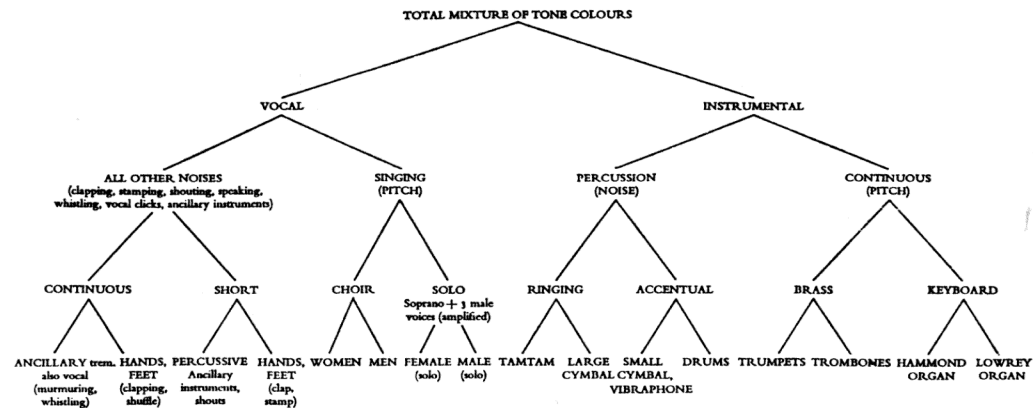 TOTAL MIXTURE OF TONE COLOURS
VOCAL
INSTRUMENTAL
ALL OTHER NOISES
(clapping, stamping, shouting, speaking,
whistling, vocal clicks, ancillary instruments)
SINGING
(PITCH)
PERCUSSION
(NOISE)
CONTINUOUS
(PITCH)
CONTINUOUS
SHORT
CHOIR
SOLO
Soprano + 3 male
voices (amplified)
RINGING
ACCENTUAL
BRASS
KEYBOARD
ANCILLARY trem.
also vocal
(murmuring,
whistling)
HANDS,
FEET
(clapping,
shuffle)
PERCUSSIVE
Ancillary
instruments,
shouts
HANDS,
FEET
(clap,
stamp)
WOMEN
MEN
FEMALE
(solo)
MALE
(solo)
TAMTAM
LARGE
CYMBAL
SMALL
CYMBAL,
VIBRAPHONE
DRUMS
TRUMPETS
TROMBONES
HAMMOND
ORGAN
LOWREY
ORGAN